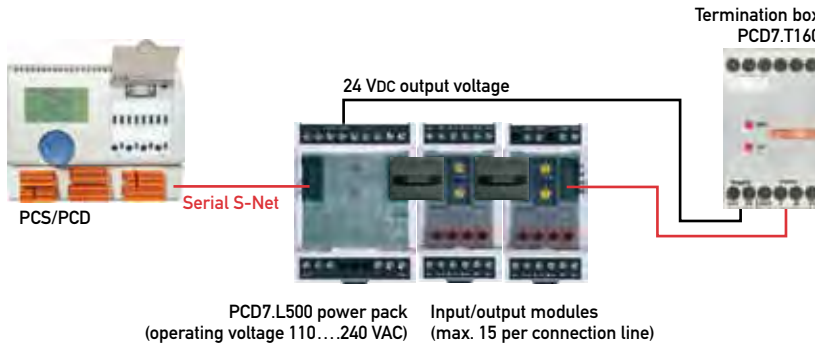 Termination box
PCD7.T160
24 VDC output voltage
Serial S-Net
PCS/PCD
PCD7.L500 power pack
(operating voltage 110....240 VAC)
Input/output modules
(max. 15 per connection line)